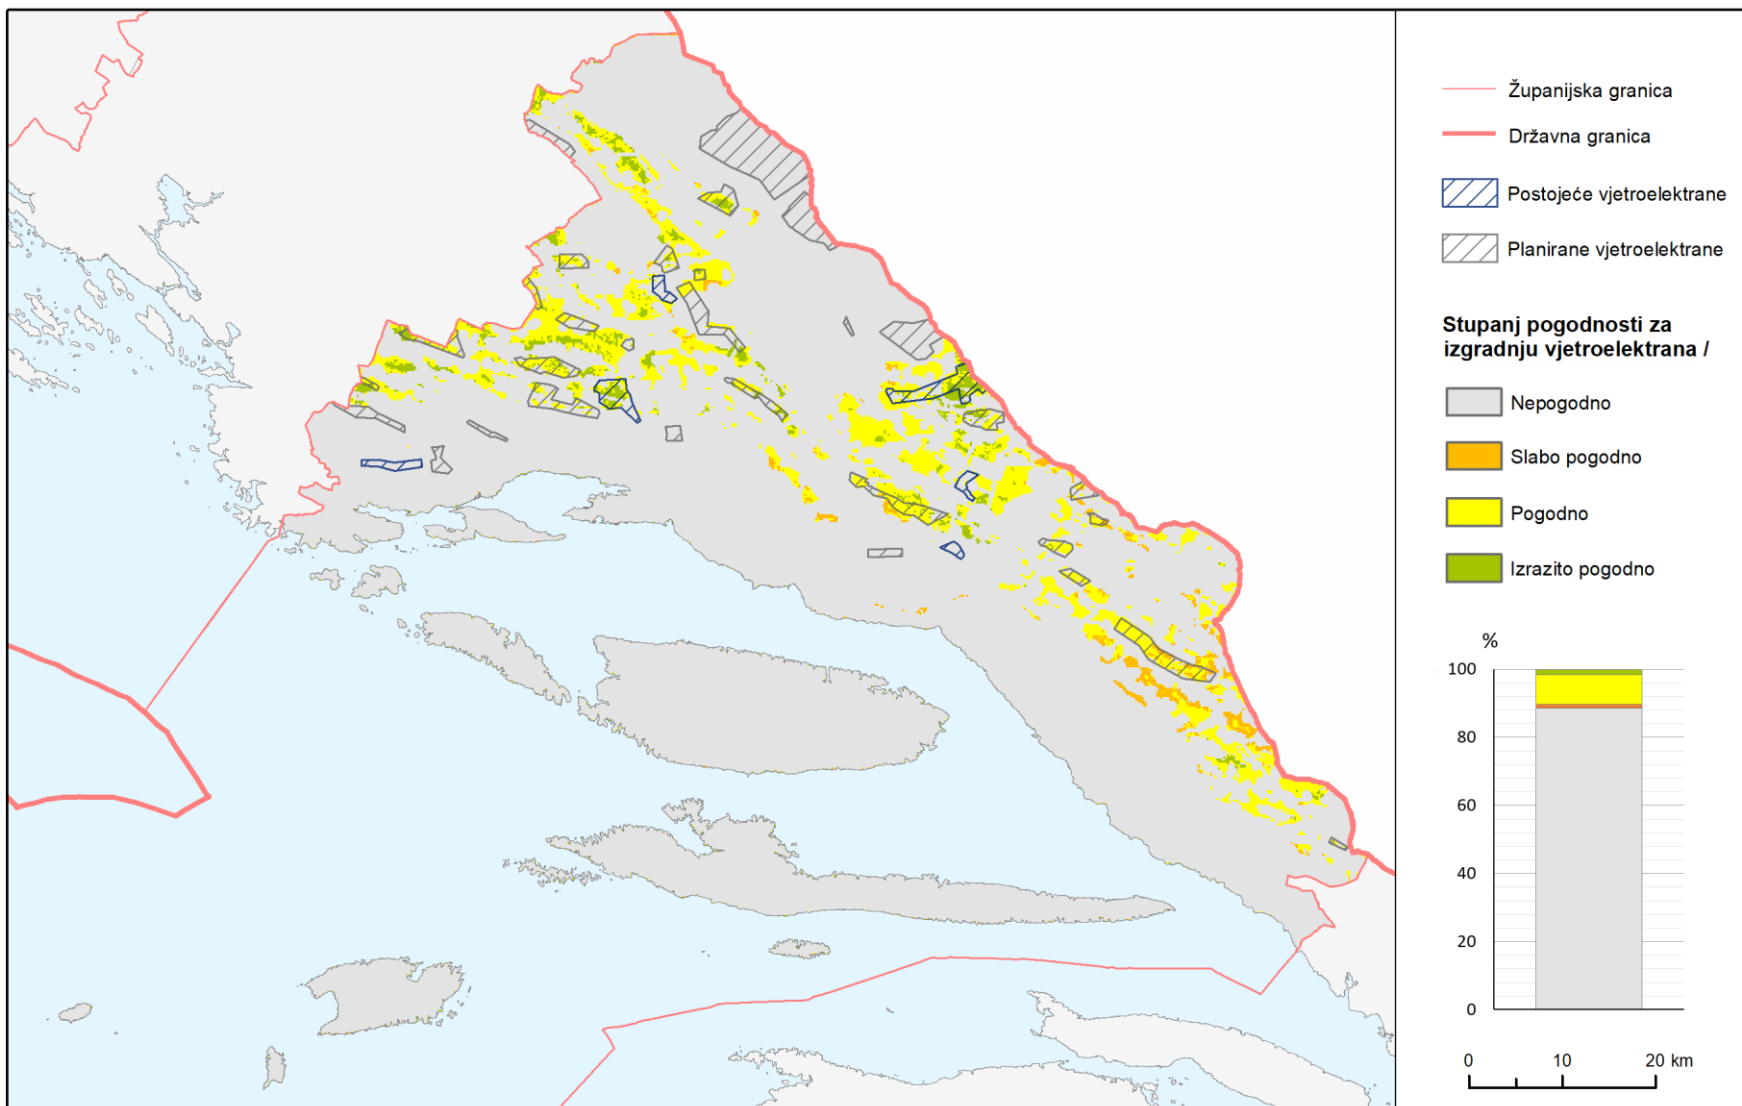 Županijska granica
Državna granica
Postojeće vjetroelektrane
Planirane vjetroelektrane
Stupanj pogodnosti za
izgradnju vjetroelektrana /
Nepogodno
Slabo pogodno
Pogodno
Izrazito pogodno
%
100
80
60
40
20
0
0 10 20 km